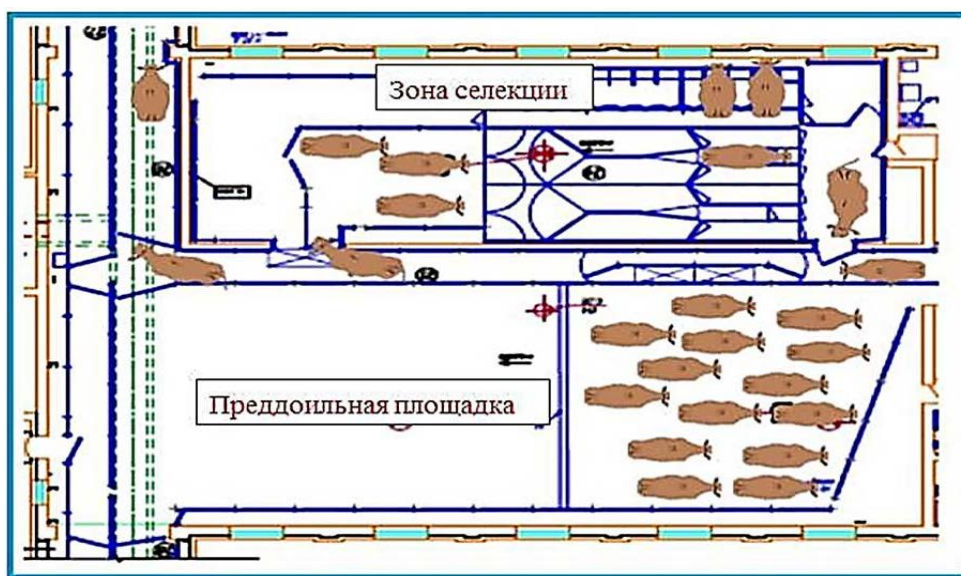 Зона селекции
Преддоильная площадка